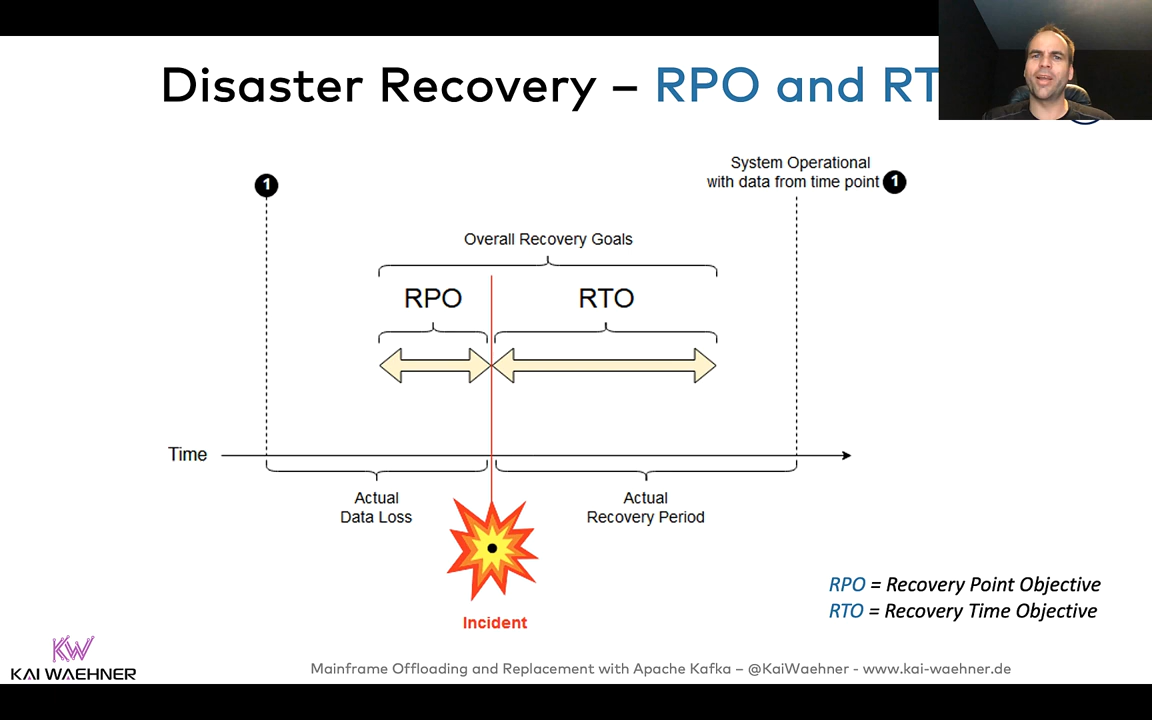 Disaster Recovery – RPO and RT
1
System Operational
with data from time point 1
Overall Recovery Goals
RPO
RTO
Time
Actual
Data Loss
Actual
Recovery Period
Incident
RPO = Recovery Point Objective
RTO = Recovery Time Objective
KW
KAI WAEHNER
Mainframe Offloading and Replacement with Apache Kafka – @KaiWaehner - www.kai-waehner.de